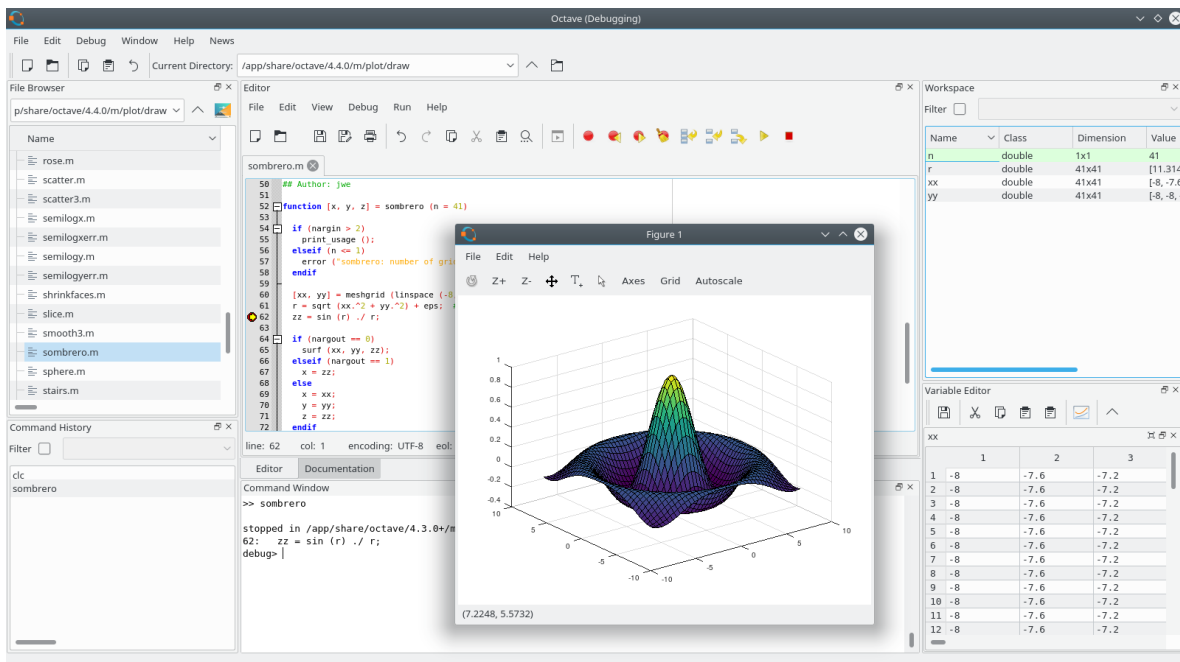 Octave (Debugging)
File Edit Debug Window Help News
Current Directory: /app/share/octave/4.4.0/m/plot/draw
File Browser
p/share/octave/4.4.0/m/plot/draw
Name
rose.m
scatter.m
scatter3.m
semilogx.m
semilogxerr.m
semilogy.m
semilogyerr.m
shrinkfaces.m
slice.m
smooth3.m
sombrero.m
sphere.m
stairs.m
Command History
Filter
clc
sombrero
Editor
File Edit View Debug Run Help
sombrero.m
50 ## Author: jwe
51
52 function [x, y, z] = sombrero (n = 41)
53
54 if (nargin > 2)
55 print_usage ();
56 elseif (n <= 1)
57 error ("sombrero: number of gri
58 endif
59
60 [xx, yy] = meshgrid (linspace (-8
61 r = sqrt (xx.^2 + yy.^2) + eps; #
62 zz = sin (r) ./ r;
63
64 if (nargout == 0)
65 surf (xx, yy, zz);
66 elseif (nargout == 1)
67 x = zz;
68 else
69 x = xx;
70 y = yy;
71 z = zz;
72 endif
line: 62 col: 1 encoding: UTF-8 eol:
Editor Documentation
Command Window
>> sombrero
stopped in /app/share/octave/4.3.0+/m
62: zz = sin (r) ./ r;
debug>
Figure 1
File Edit Help
Z+ Z- T Axes Grid Autoscale
1
0.8
0.6
0.4
0.2
0
-0.2
-0.4
10
5
0
-5
-10
-10
-5
0
5
10
(7.2248, 5.5732)
Workspace
Filter
Name Class Dimension Value
n double 1x1 41
r double 41x41 [11.314
xx double 41x41 [-8, -7.6
yy double 41x41 [-8, -8,
Variable Editor
xx
1 2 3
1 -8 -7.6 -7.2
2 -8 -7.6 -7.2
3 -8 -7.6 -7.2
4 -8 -7.6 -7.2
5 -8 -7.6 -7.2
6 -8 -7.6 -7.2
7 -8 -7.6 -7.2
8 -8 -7.6 -7.2
9 -8 -7.6 -7.2
10 -8 -7.6 -7.2
11 -8 -7.6 -7.2
12 -8 -7.6 -7.2